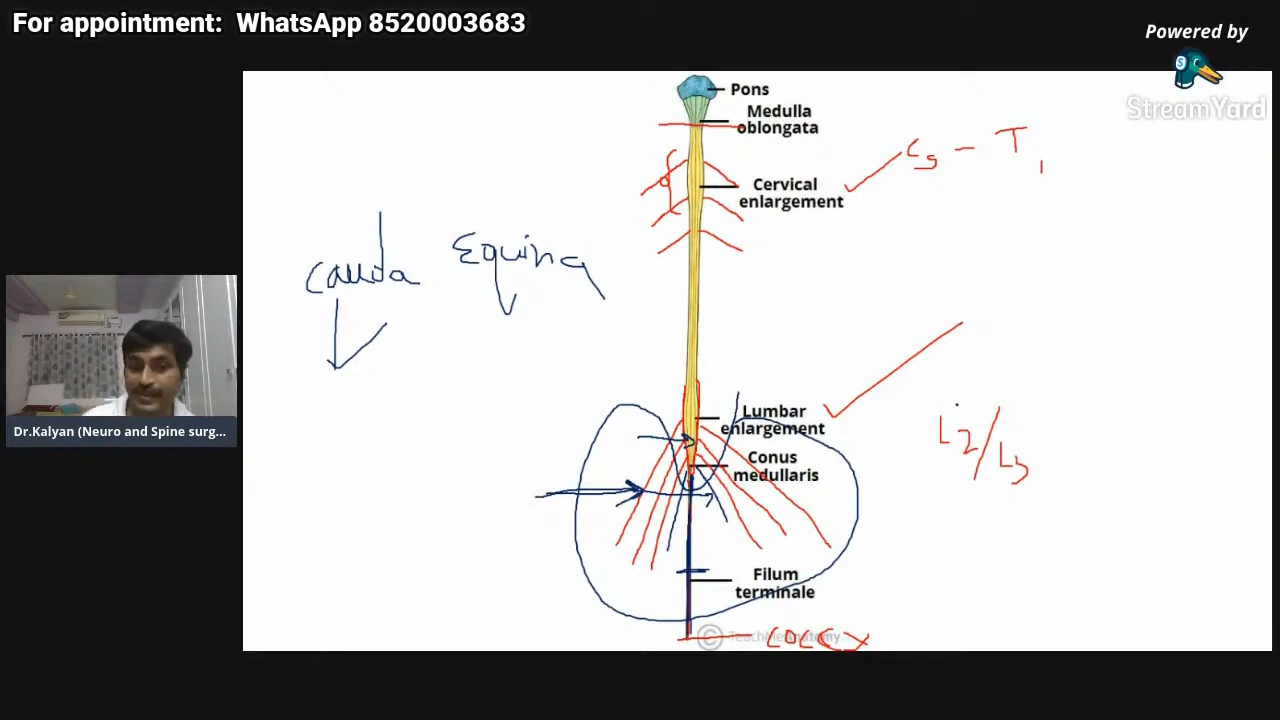 For appointment: WhatsApp 8520003683
Powered by
StreamYard
Pons
Medulla
oblongata
C5 - T1
Cervical
enlargement
Cauda Equina
Lumbar
enlargement
L2/L3
Conus
medullaris
Dr.Kalyan (Neuro and Spine surg...
Filum
terminale
© TeachMeAnatomy
coccyx